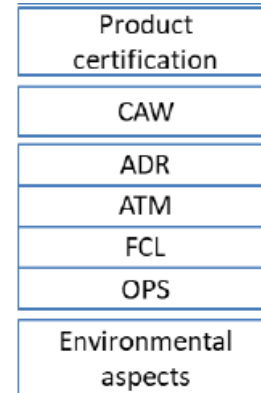 Product
certification
CAW
ADR
ATM
FCL
OPS
Environmental
aspects